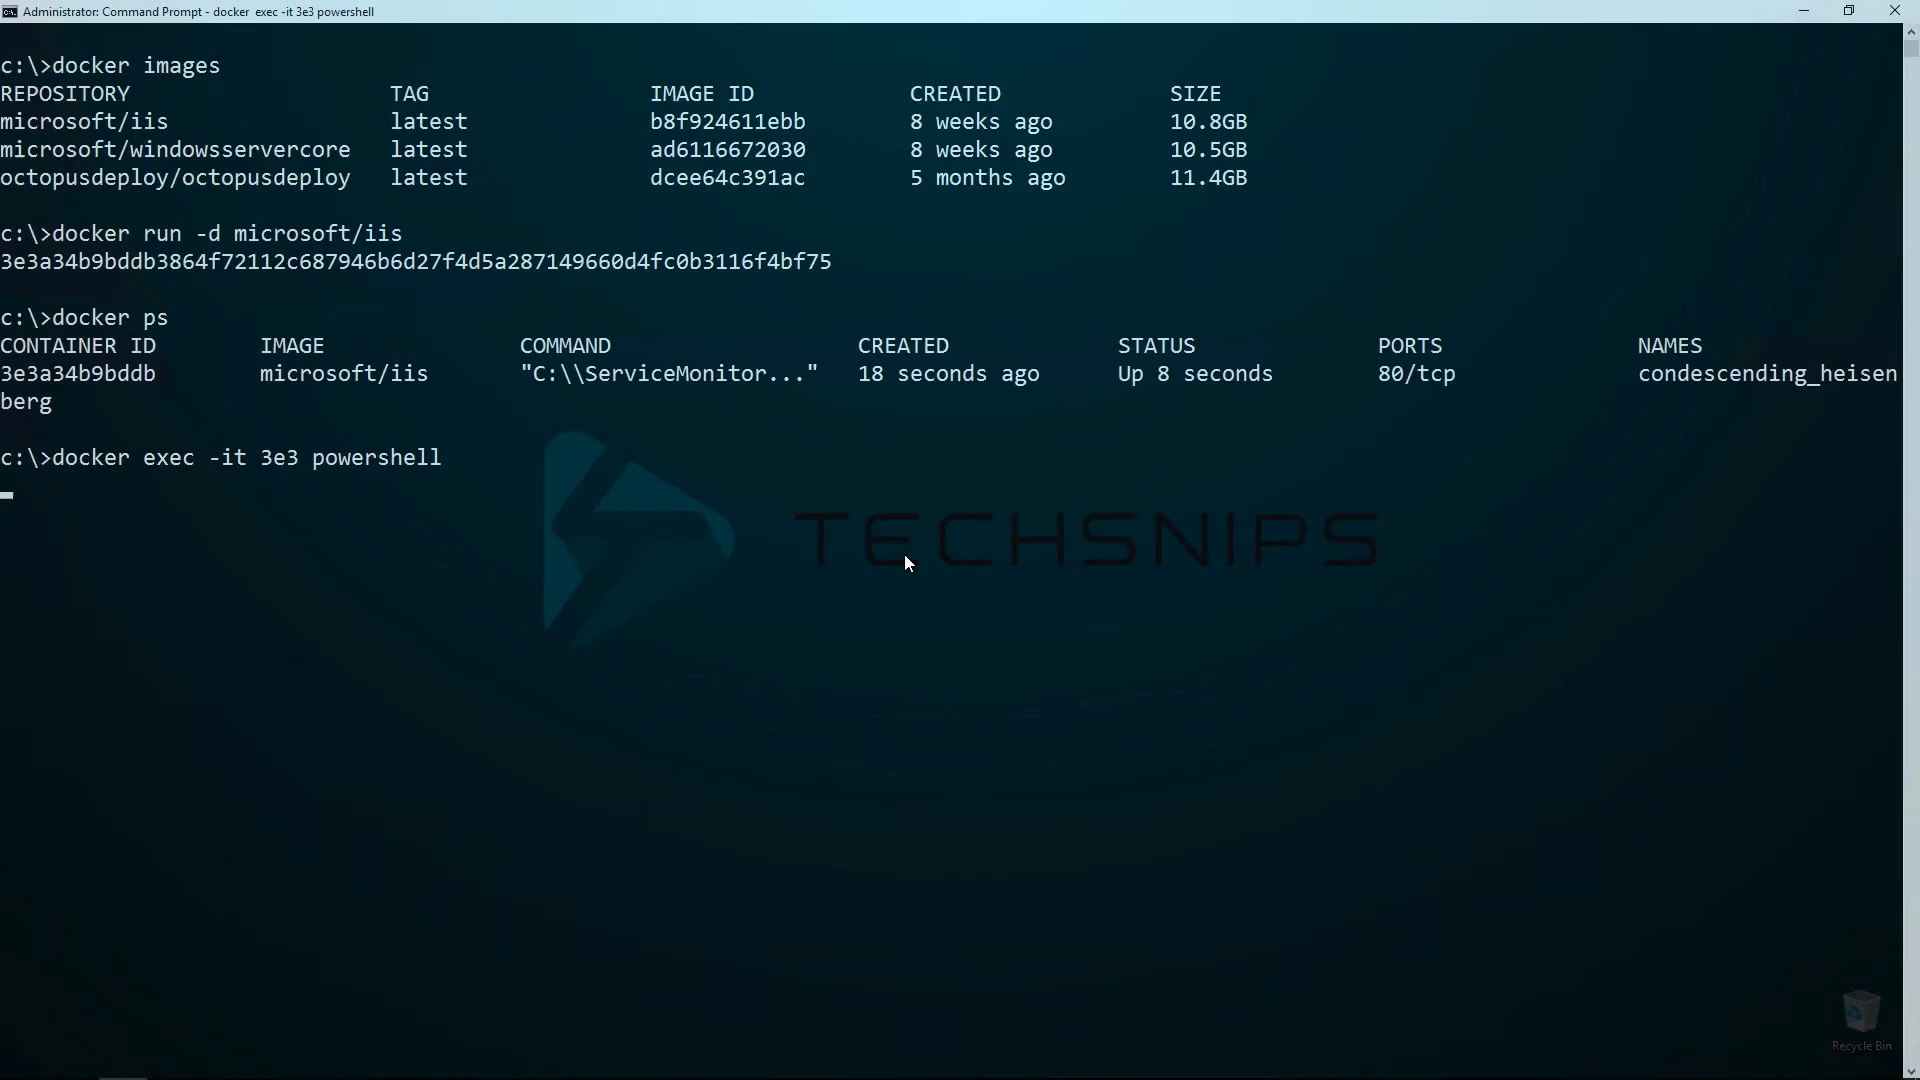 Administrator: Command Prompt - docker  exec -it 3e3 powershell
c:\>docker images
REPOSITORY                    TAG                 IMAGE ID            CREATED             SIZE
microsoft/iis                 latest              b8f924611ebb        8 weeks ago         10.8GB
microsoft/windowsservercore   latest              ad6116672030        8 weeks ago         10.5GB
octopusdeploy/octopusdeploy   latest              dcee64c391ac        5 months ago        11.4GB
c:\>docker run -d microsoft/iis
3e3a34b9bddb3864f72112c687946b6d27f4d5a287149660d4fc0b3116f4bf75
c:\>docker ps
CONTAINER ID        IMAGE               COMMAND                   CREATED             STATUS              PORTS               NAMES
3e3a34b9bddb        microsoft/iis       "C:\\ServiceMonitor..."   18 seconds ago      Up 8 seconds        80/tcp              condescending_heisen
berg
c:\>docker exec -it 3e3 powershell
TECHSNIPS
Recycle Bin